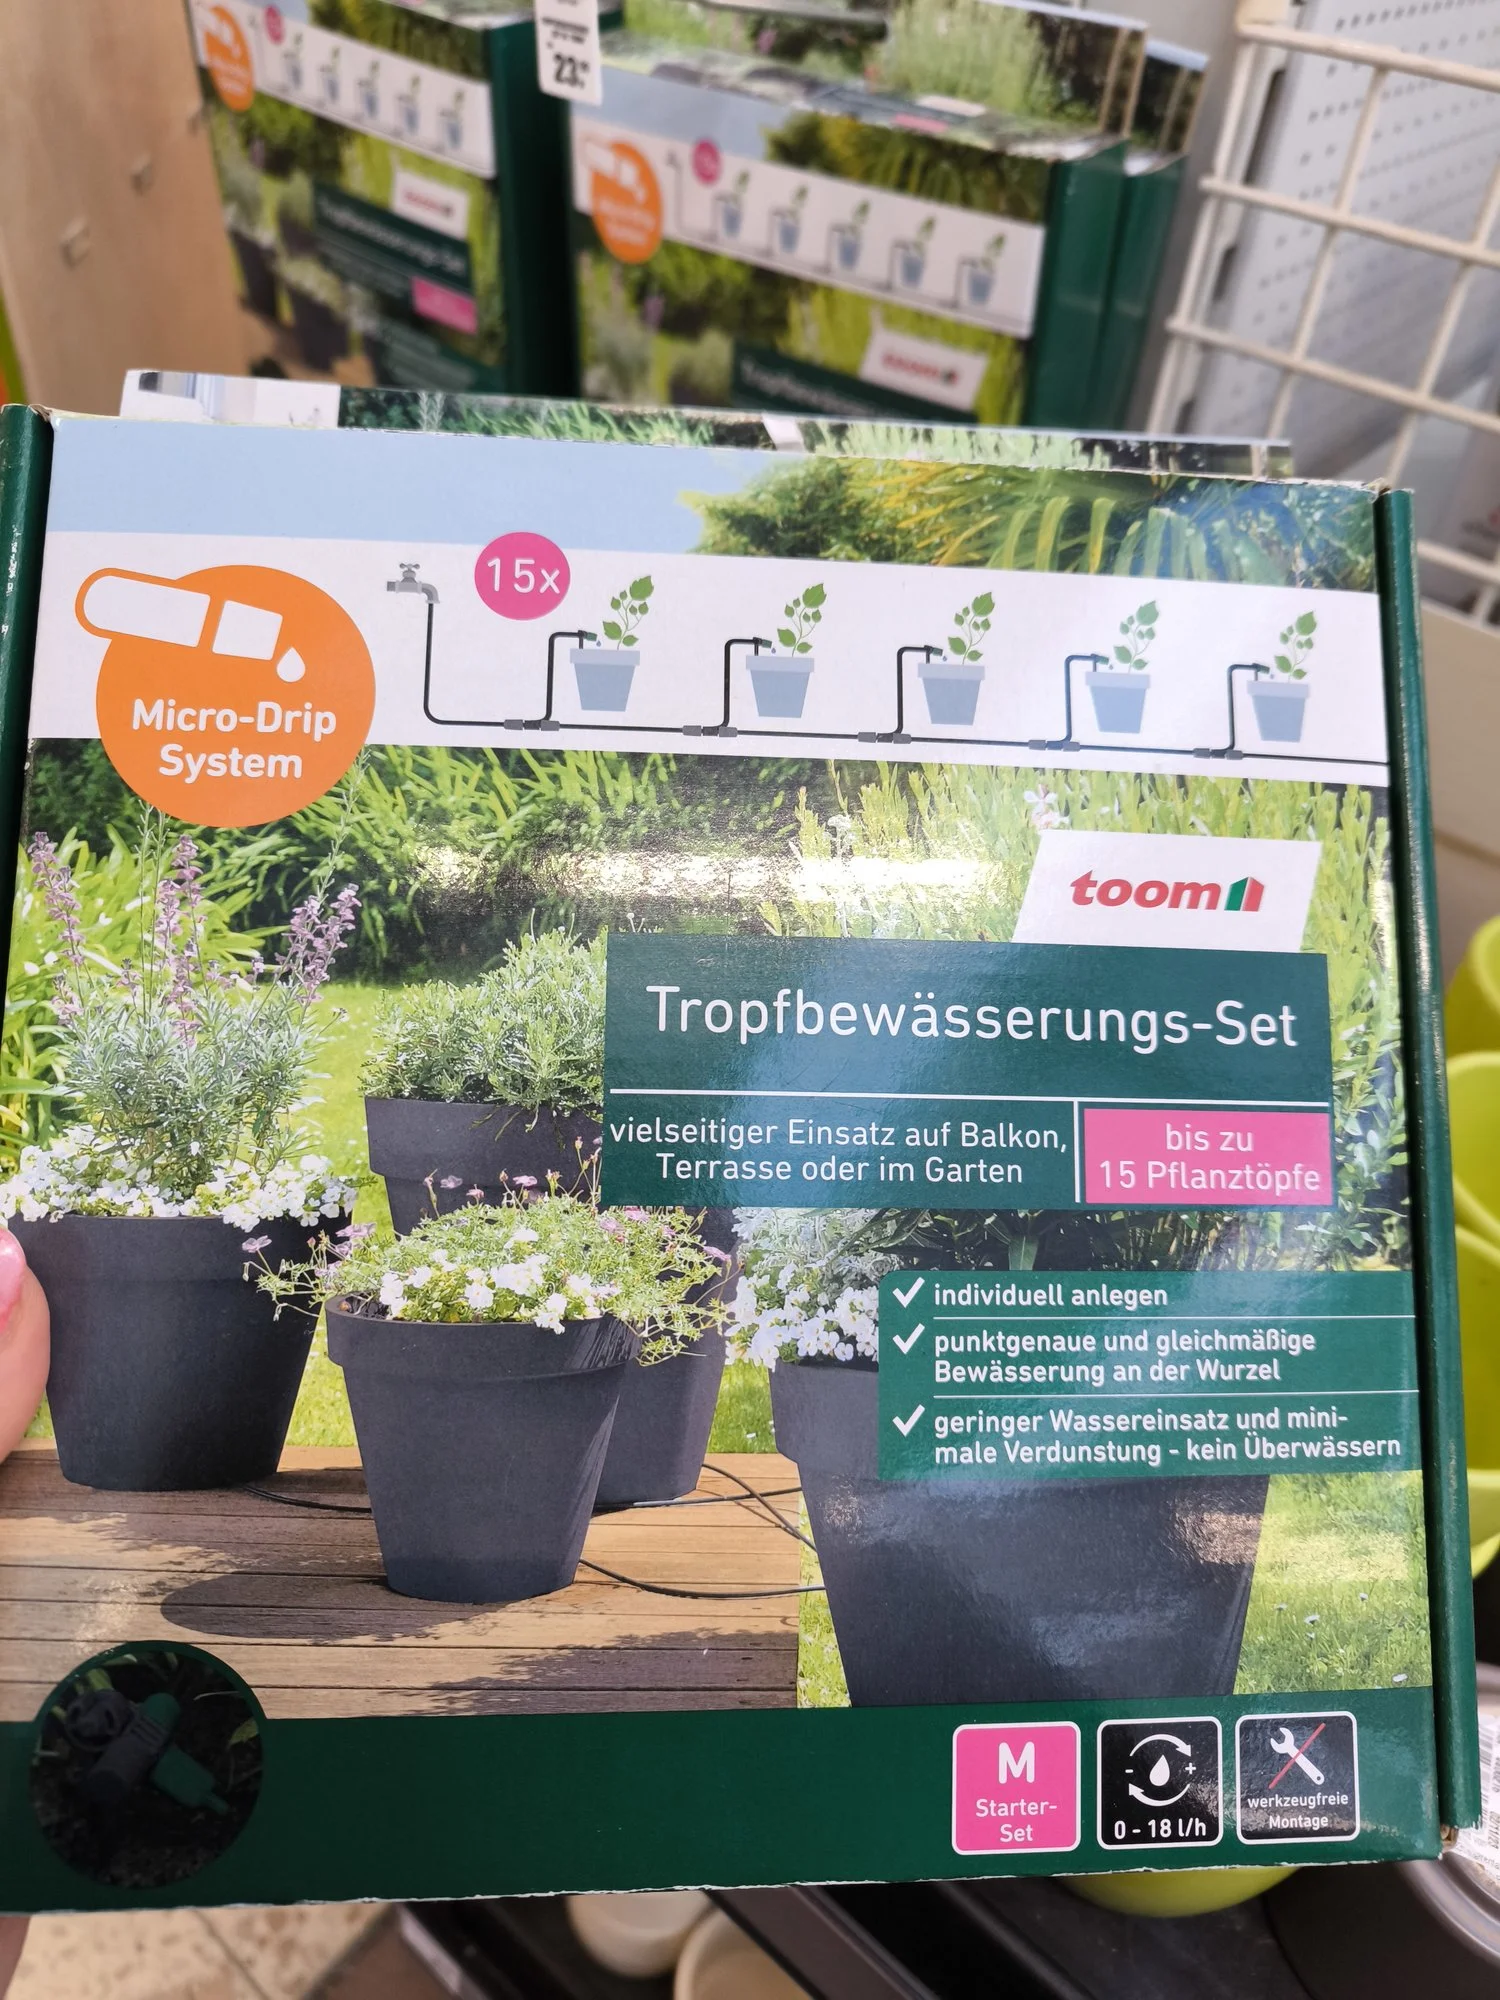 23.
15x
Micro-Drip
System
toom
Tropfbewässerungs-Set
vielseitiger Einsatz auf Balkon,
Terrasse oder im Garten
bis zu
15 Pflanztöpfe
individuell anlegen
punktgenaue und gleichmäßige
Bewässerung an der Wurzel
geringer Wassereinsatz und mini-
male Verdunstung - kein Überwässern
M
Starter-
Set
- +
0 - 18 l/h
werkzeugfreie
Montage